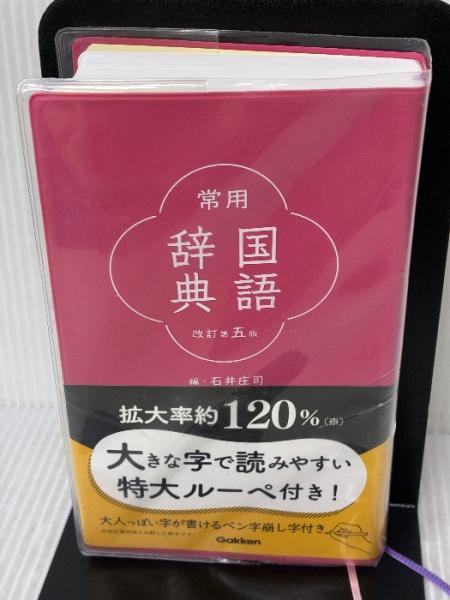 常用
国語
辞典
改訂第五版
編・石井庄司
拡大率約120%(※)
大きな字で読みやすい
特大ルーペ付き!
大人っぽい字が書けるペン字崩し字付き
Gakken